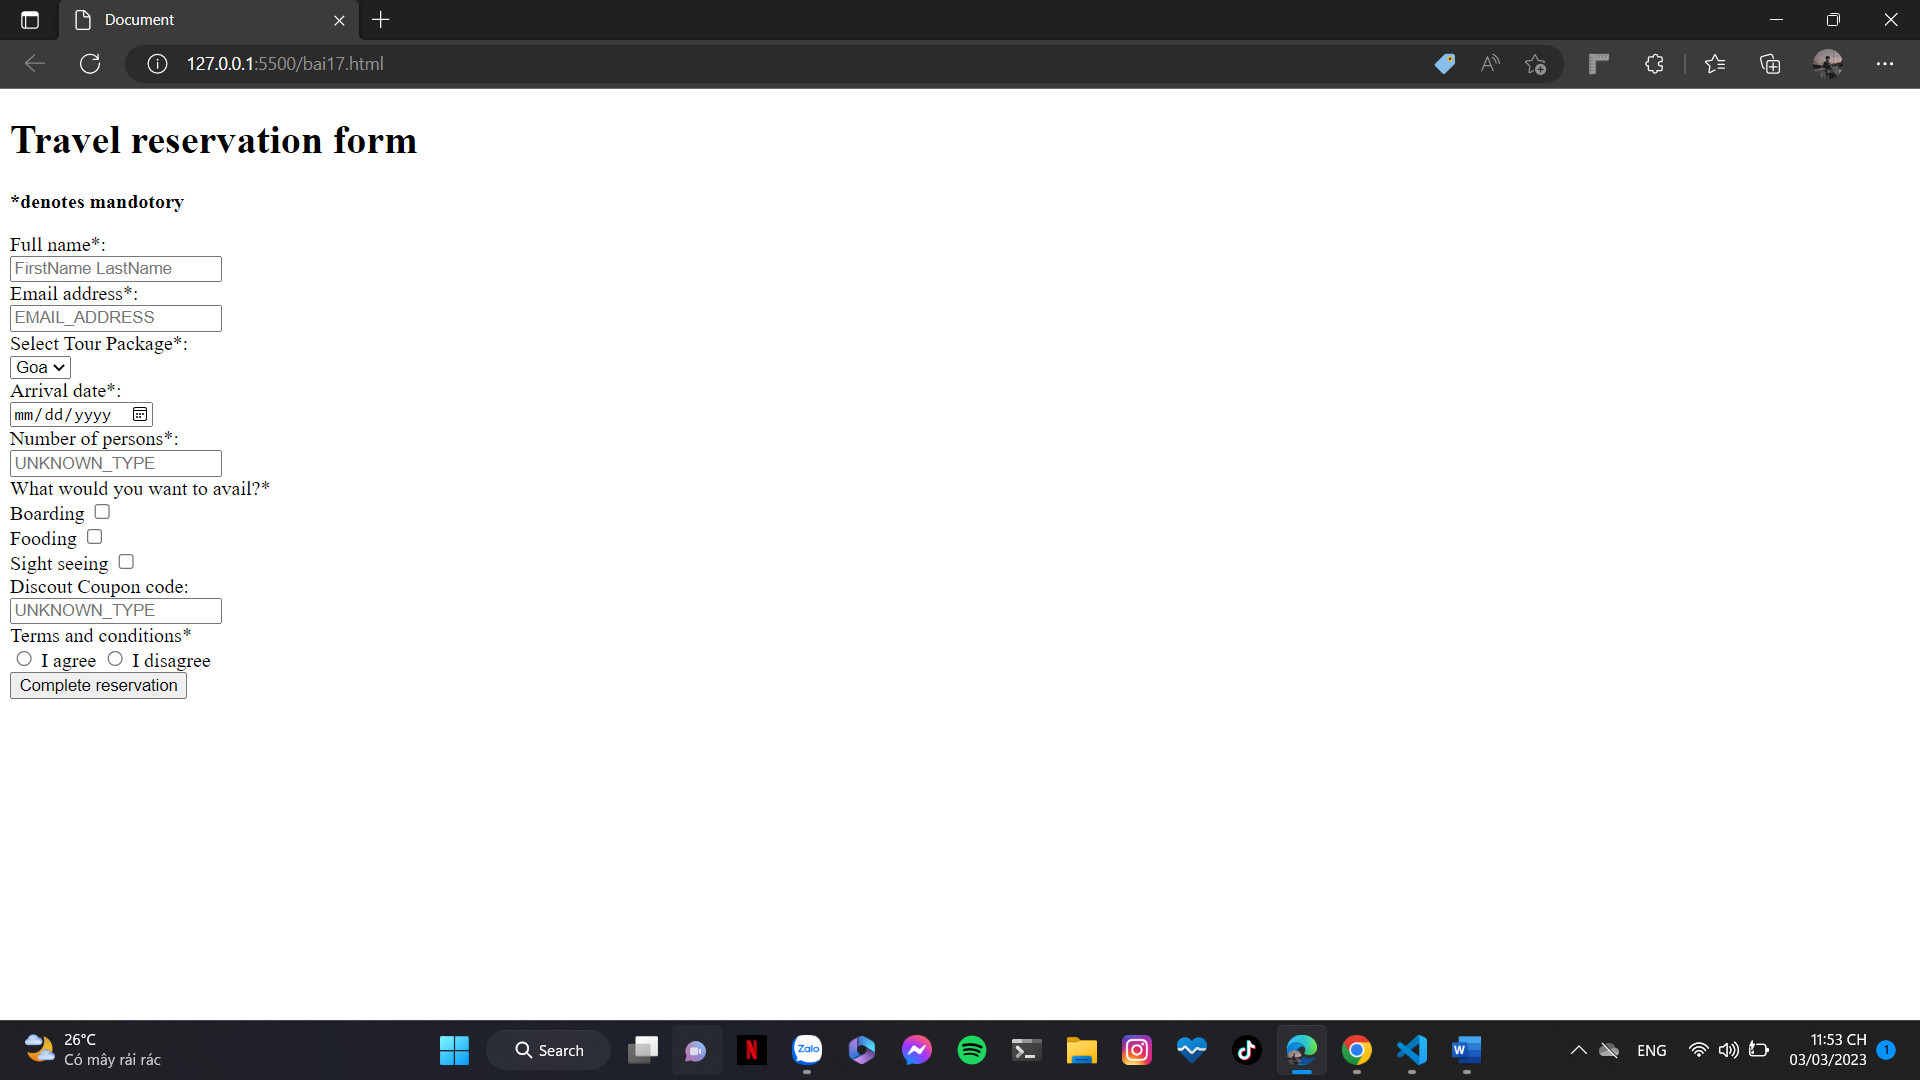 Document
127.0.0.1:5500/bai17.html
Travel reservation form
*denotes mandotory
Full name*:
FirstName LastName
Email address*:
EMAIL_ADDRESS
Select Tour Package*:
Goa
Arrival date*:
mm/dd/yyyy
Number of persons*:
UNKNOWN_TYPE
What would you want to avail?*
Boarding
Fooding
Sight seeing
Discout Coupon code:
UNKNOWN_TYPE
Terms and conditions*
I agree I disagree
Complete reservation
26°C
Có mây rải rác
Search
Zalo
ENG
11:53 CH
03/03/2023
1